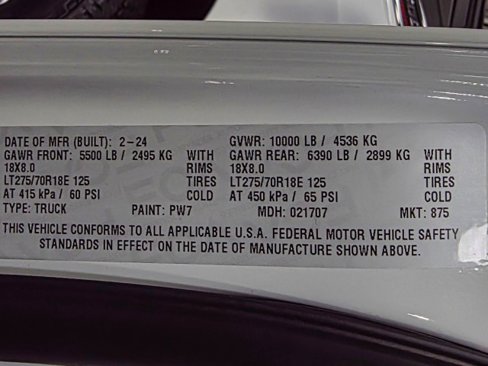 DATE OF MFR (BUILT): 2-24 GVWR: 10000 LB / 4536 KG
GAWR FRONT: 5500 LB / 2495 KG WITH GAWR REAR: 6390 LB / 2899 KG WITH
18X8.0 RIMS 18X8.0 RIMS
LT275/70R18E 125 TIRES LT275/70R18E 125 TIRES
AT 415 kPa / 60 PSI COLD AT 450 kPa / 65 PSI COLD
TYPE: TRUCK PAINT: PW7 MDH: 021707 MKT: 875
THIS VEHICLE CONFORMS TO ALL APPLICABLE U.S.A. FEDERAL MOTOR VEHICLE SAFETY
STANDARDS IN EFFECT ON THE DATE OF MANUFACTURE SHOWN ABOVE.